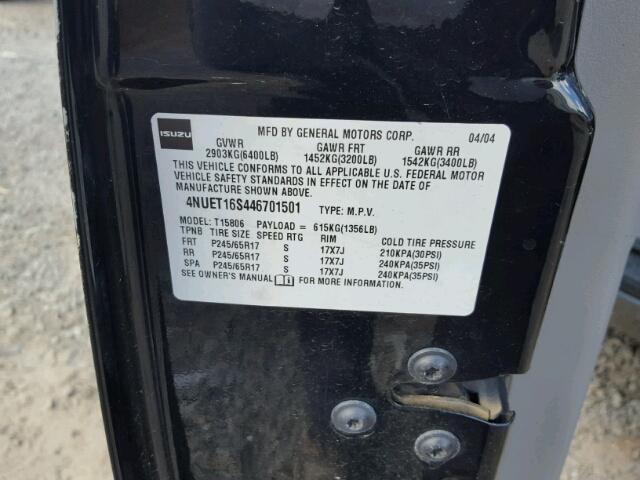 ISUZU
MFD BY GENERAL MOTORS CORP. 04/04
GVWR GAWR FRT GAWR RR
2903KG(6400LB) 1452KG(3200LB) 1542KG(3400LB)
THIS VEHICLE CONFORMS TO ALL APPLICABLE U.S. FEDERAL MOTOR
VEHICLE SAFETY STANDARDS IN EFFECT ON THE DATE OF
MANUFACTURE SHOWN ABOVE.
4NUET16S446701501 TYPE: M.P.V.
MODEL: T15806 PAYLOAD = 615KG(1356LB)
TPNB TIRE SIZE SPEED RTG RIM COLD TIRE PRESSURE
FRT P245/65R17 S 17X7J 210KPA(30PSI)
RR P245/65R17 S 17X7J 240KPA(35PSI)
SPA P245/65R17 S 17X7J 240KPA(35PSI)
SEE OWNER'S MANUAL FOR MORE INFORMATION.